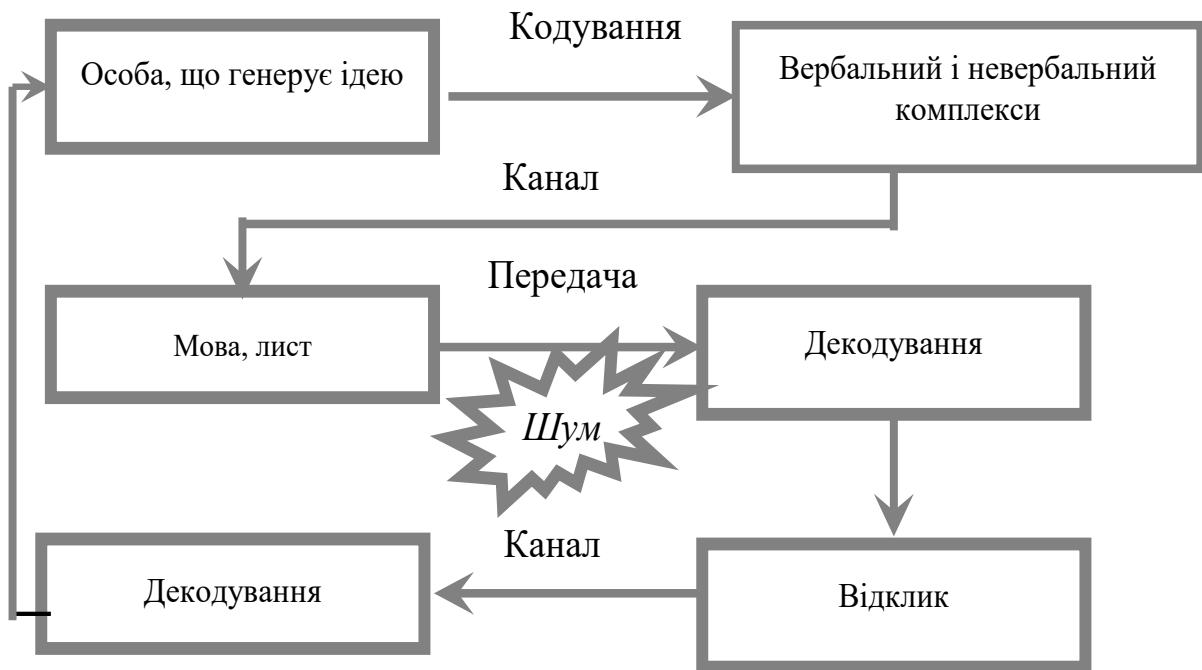 Кодування
Особа, що генерує ідею
Вербальний і невербальний
комплекси
Канал
Передача
Мова, лист
Декодування
Шум
Канал
Декодування
Відклик